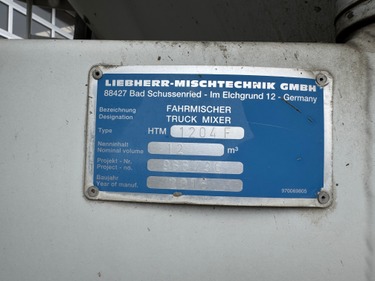 LIEBHERR-MISCHTECHNIK GMBH
88427 Bad Schussenried - Im Elchgrund 12 - Germany
Bezeichnung FAHRMISCHER
Designation TRUCK MIXER
Type HTM 1204 F
Nenninhalt
Nominal volume 12 m³
Projekt-Nr.
Project-no.
Baujahr
Year of manuf.